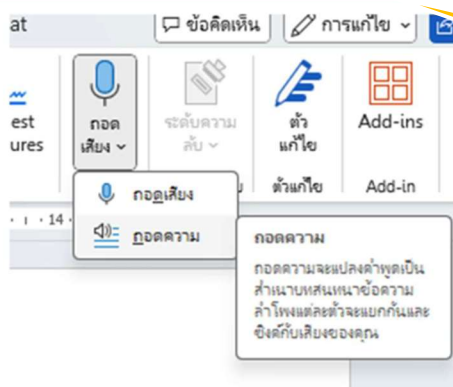 at
ข้อคิดเห็น
การแก้ไข
est
ures
ถอด
เสียง
ระดับความ
ลับ
ตัว
แก้ไข
Add-ins
ตัวแก้ไข
Add-in
ถอดเสียง
ถอดความ
14
ถอดความ
ถอดความจะแปลงคำพูดเป็น
สำเนาบทสนทนาข้อความ
ลำโพงแต่ละตัวจะแยกกันและ
ซิงค์กับเสียงของคุณ